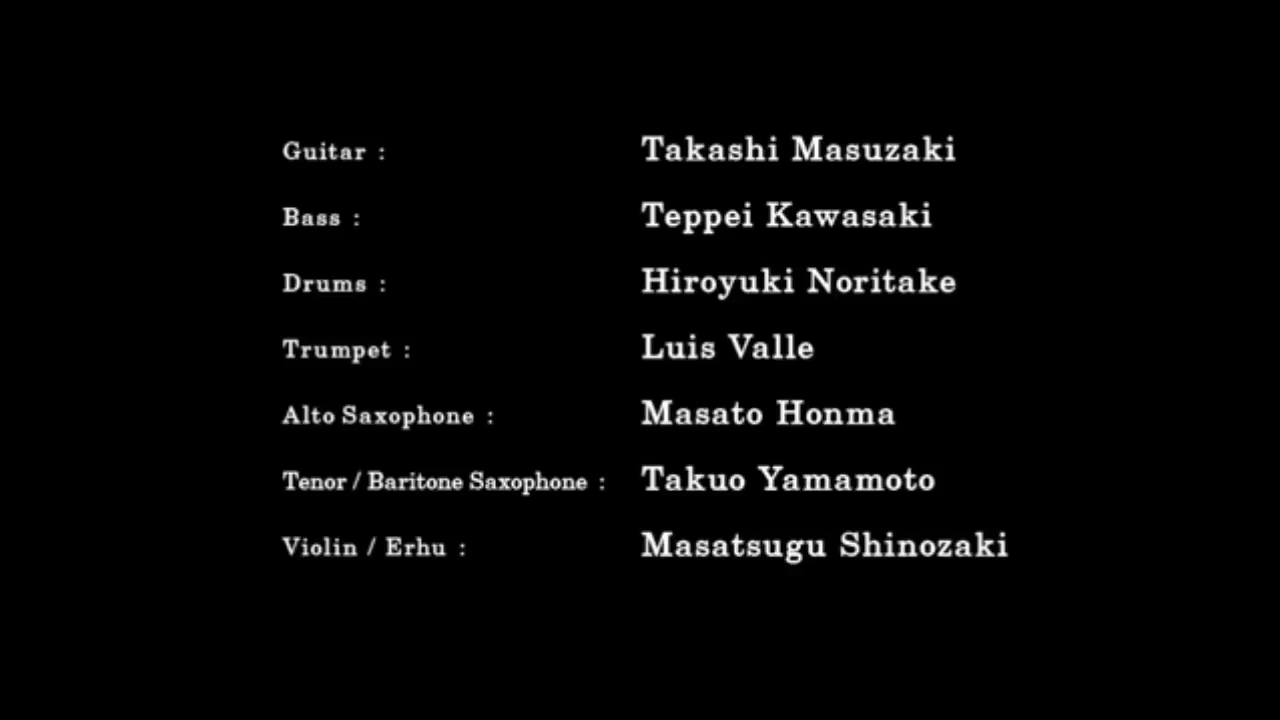 Guitar : Takashi Masuzaki
Bass : Teppei Kawasaki
Drums : Hiroyuki Noritake
Trumpet : Luis Valle
Alto Saxophone : Masato Honma
Tenor / Baritone Saxophone : Takuo Yamamoto
Violin / Erhu : Masatsugu Shinozaki